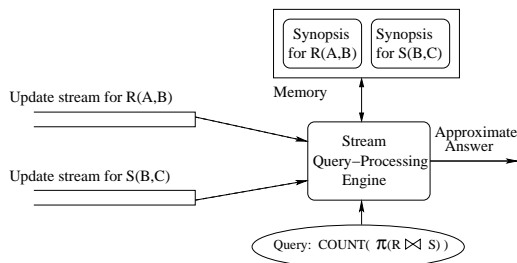 Synopsis
for R(A,B)
Synopsis
for S(B,C)
Memory
Update stream for R(A,B)
Update stream for S(B,C)
Stream
Query−Processing
Engine
Approximate
Answer
Query: COUNT( π(R ⋈ S) )